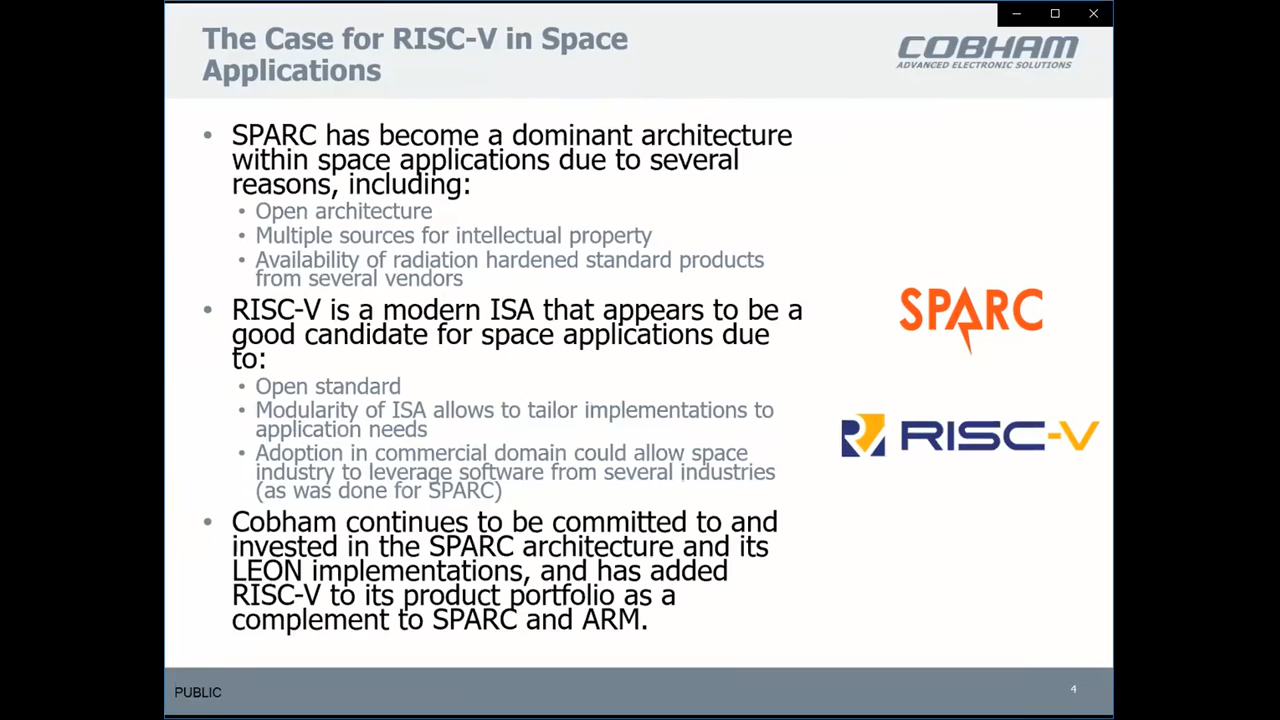 The Case for RISC-V in Space
Applications
COBHAM
ADVANCED ELECTRONIC SOLUTIONS
• SPARC has become a dominant architecture
within space applications due to several
reasons, including:
• Open architecture
• Multiple sources for intellectual property
• Availability of radiation hardened standard products
from several vendors
• RISC-V is a modern ISA that appears to be a
good candidate for space applications due
to:
• Open standard
• Modularity of ISA allows to tailor implementations to
application needs
• Adoption in commercial domain could allow space
industry to leverage software from several industries
(as was done for SPARC)
• Cobham continues to be committed to and
invested in the SPARC architecture and its
LEON implementations, and has added
RISC-V to its product portfolio as a
complement to SPARC and ARM.
SPARC
RISC-V
PUBLIC
4